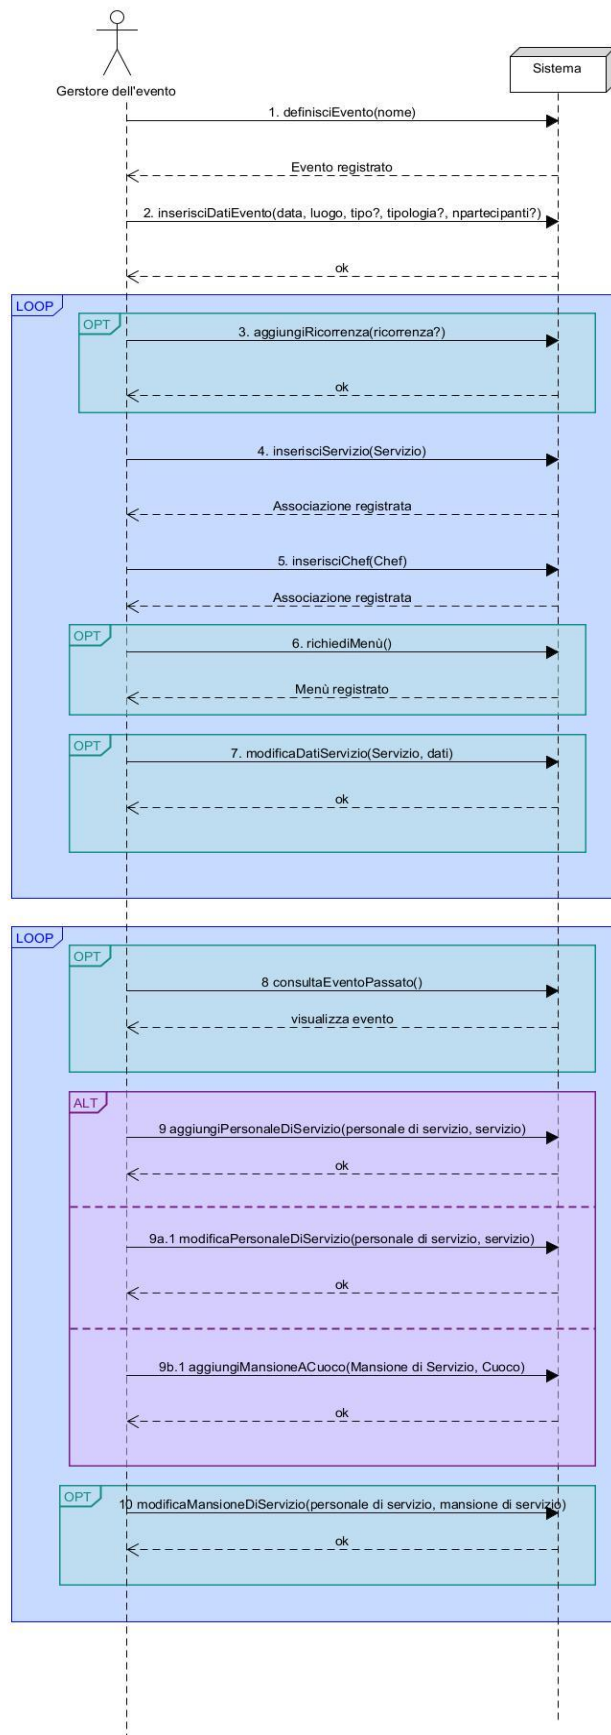 Gerstore dell'evento
Sistema
1. definisciEvento(nome)
Evento registrato
2. inserisciDatiEvento(data, luogo, tipo?, tipologia?, npartecipanti?)
ok
LOOP
OPT
3. aggiungiRicorrenza(ricorrenza?)
ok
4. inserisciServizio(Servizio)
Associazione registrata
5. inserisciChef(Chef)
Associazione registrata
OPT
6. richiediMenù()
Menù registrato
OPT
7. modificaDatiServizio(Servizio, dati)
ok
LOOP
OPT
8 consultaEventoPassato()
visualizza evento
ALT
9 aggiungiPersonaleDiServizio(personale di servizio, servizio)
ok
9a.1 modificaPersonaleDiServizio(personale di servizio, servizio)
ok
9b.1 aggiungiMansioneACuoco(Mansione di Servizio, Cuoco)
ok
OPT
10 modificaMansioneDiServizio(personale di servizio, mansione di servizio)
ok